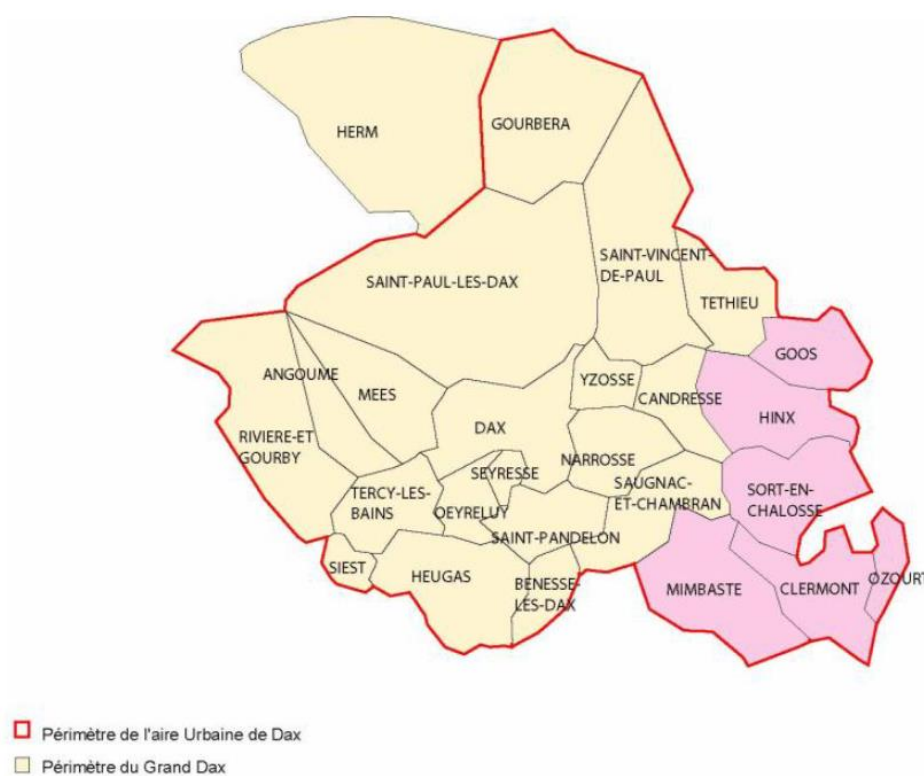 HERM
GOURBERA
SAINT-PAUL-LES-DAX
SAINT-VINCENT-
DE-PAUL
TETHIEU
GOOS
ANGOUME
MEES
YZOSSE
CANDRESSE
HINX
RIVIERE-ET
GOURBY
DAX
NARROSSE
SEYRESSE
SAUGNAC-
ET-CHAMBRAN
TERCY-LES-
BAINS
OEYRELUY
SORT-EN-
CHALOSSE
SAINT-PANDELON
SIEST
HEUGAS
BENESSE-
LES-DAX
MIMBASTE
CLERMONT
OZOURT
Périmètre de l'aire Urbaine de Dax
Périmètre du Grand Dax